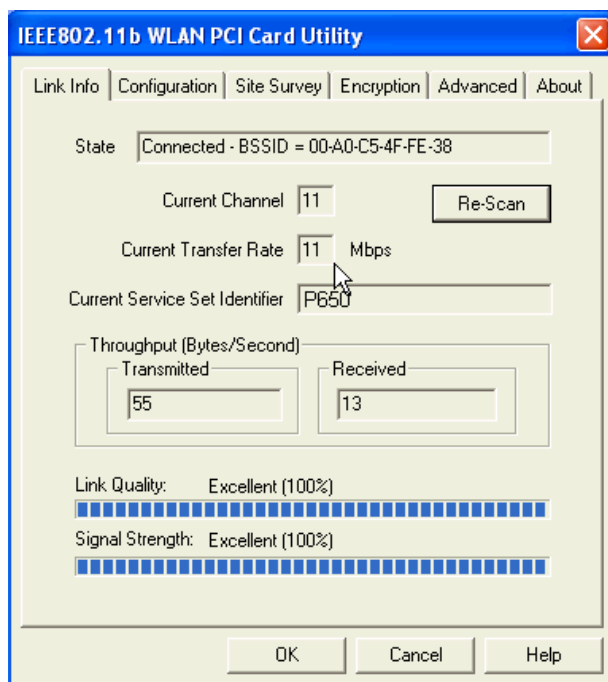 IEEE802.11b WLAN PCI Card Utility
Link Info Configuration Site Survey Encryption Advanced About
State Connected - BSSID = 00-A0-C5-4F-FE-38
Current Channel 11 Re-Scan
Current Transfer Rate 11 Mbps
Current Service Set Identifier P650
Throughput (Bytes/Second)
Transmitted Received
55 13
Link Quality: Excellent (100%)
Signal Strength: Excellent (100%)
OK Cancel Help